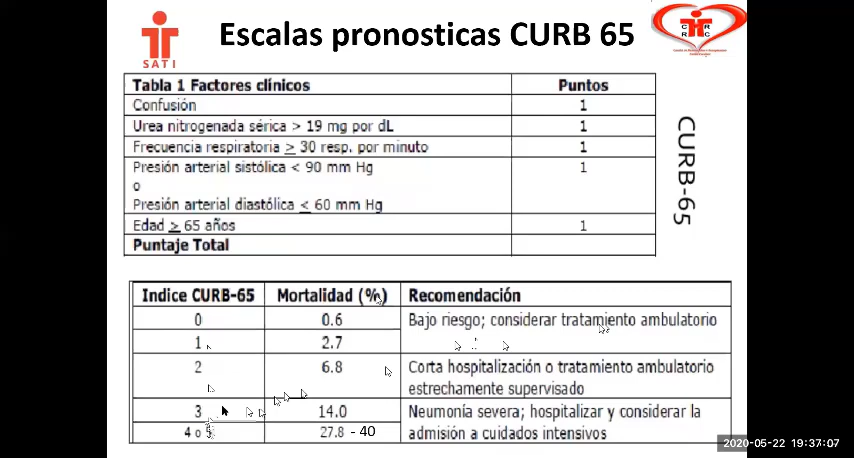 Escalas pronosticas CURB 65
SATI
C H R
R C
Tabla 1 Factores clínicos Puntos
Confusión 1
Urea nitrogenada sérica > 19 mg por dL 1
Frecuencia respiratoria ≥ 30 resp. por minuto 1
Presión arterial sistólica < 90 mm Hg 1
o
Presión arterial diastólica ≤ 60 mm Hg
Edad ≥ 65 años 1
Puntaje Total
CURB-65
Indice CURB-65 Mortalidad (%) Recomendación
0 0.6 Bajo riesgo; considerar tratamiento ambulatorio
1 2.7
2 6.8 Corta hospitalización o tratamiento ambulatorio
estrechamente supervisado
3 14.0 Neumonía severa; hospitalizar y considerar la
4 o 5 27.8 - 40 admisión a cuidados intensivos
2020-05-22 19:37:07